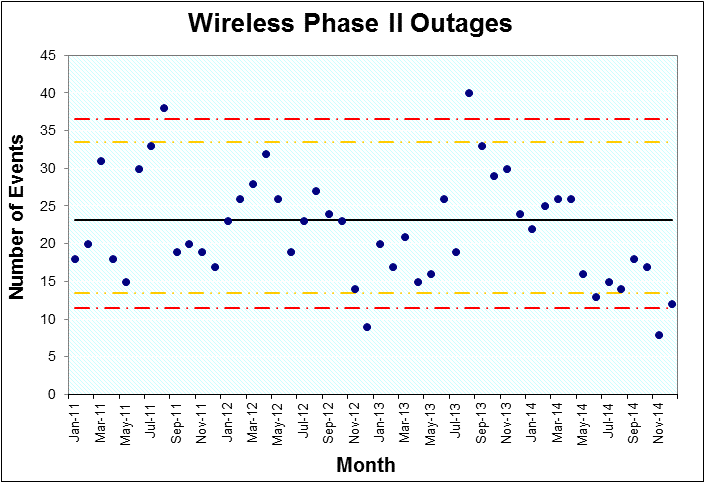 Wireless Phase II Outages
Number of Events
45
40
35
30
25
20
15
10
5
0
Jan-11
Mar-11
May-11
Jul-11
Sep-11
Nov-11
Jan-12
Mar-12
May-12
Jul-12
Sep-12
Nov-12
Jan-13
Mar-13
May-13
Jul-13
Sep-13
Nov-13
Jan-14
Mar-14
May-14
Jul-14
Sep-14
Nov-14
Month